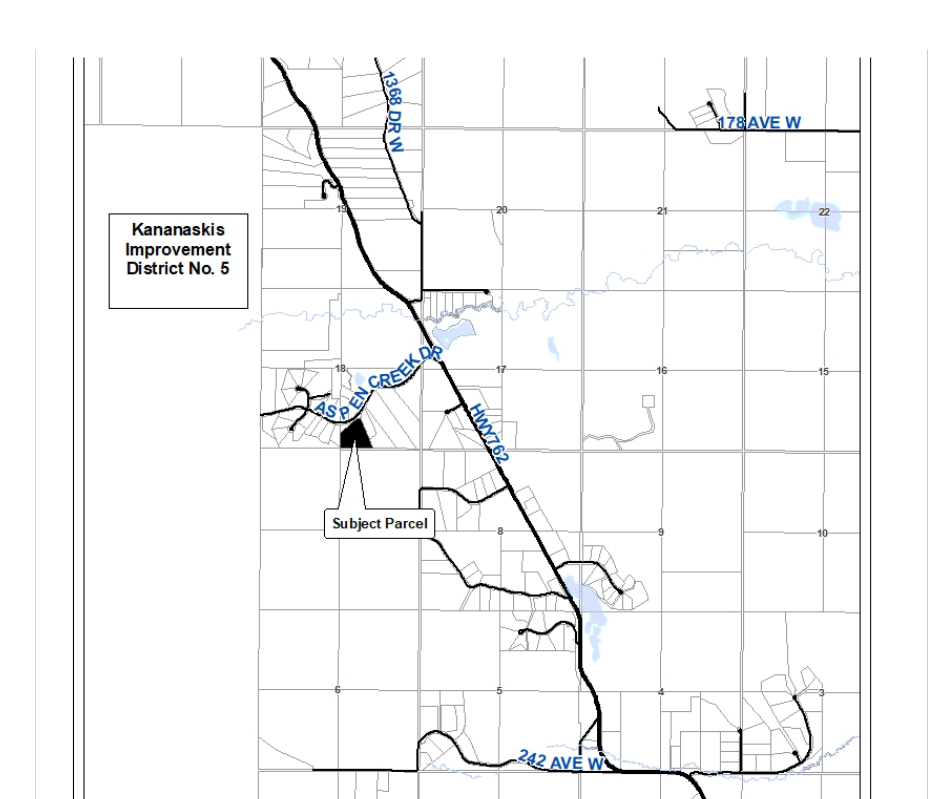 1368 DR W
178 AVE W
19
20
21
22
Kananaskis
Improvement
District No. 5
18
17
16
15
ASPEN CREEK DR
HWY762
Subject Parcel
8
9
10
6
5
4
3
242 AVE W